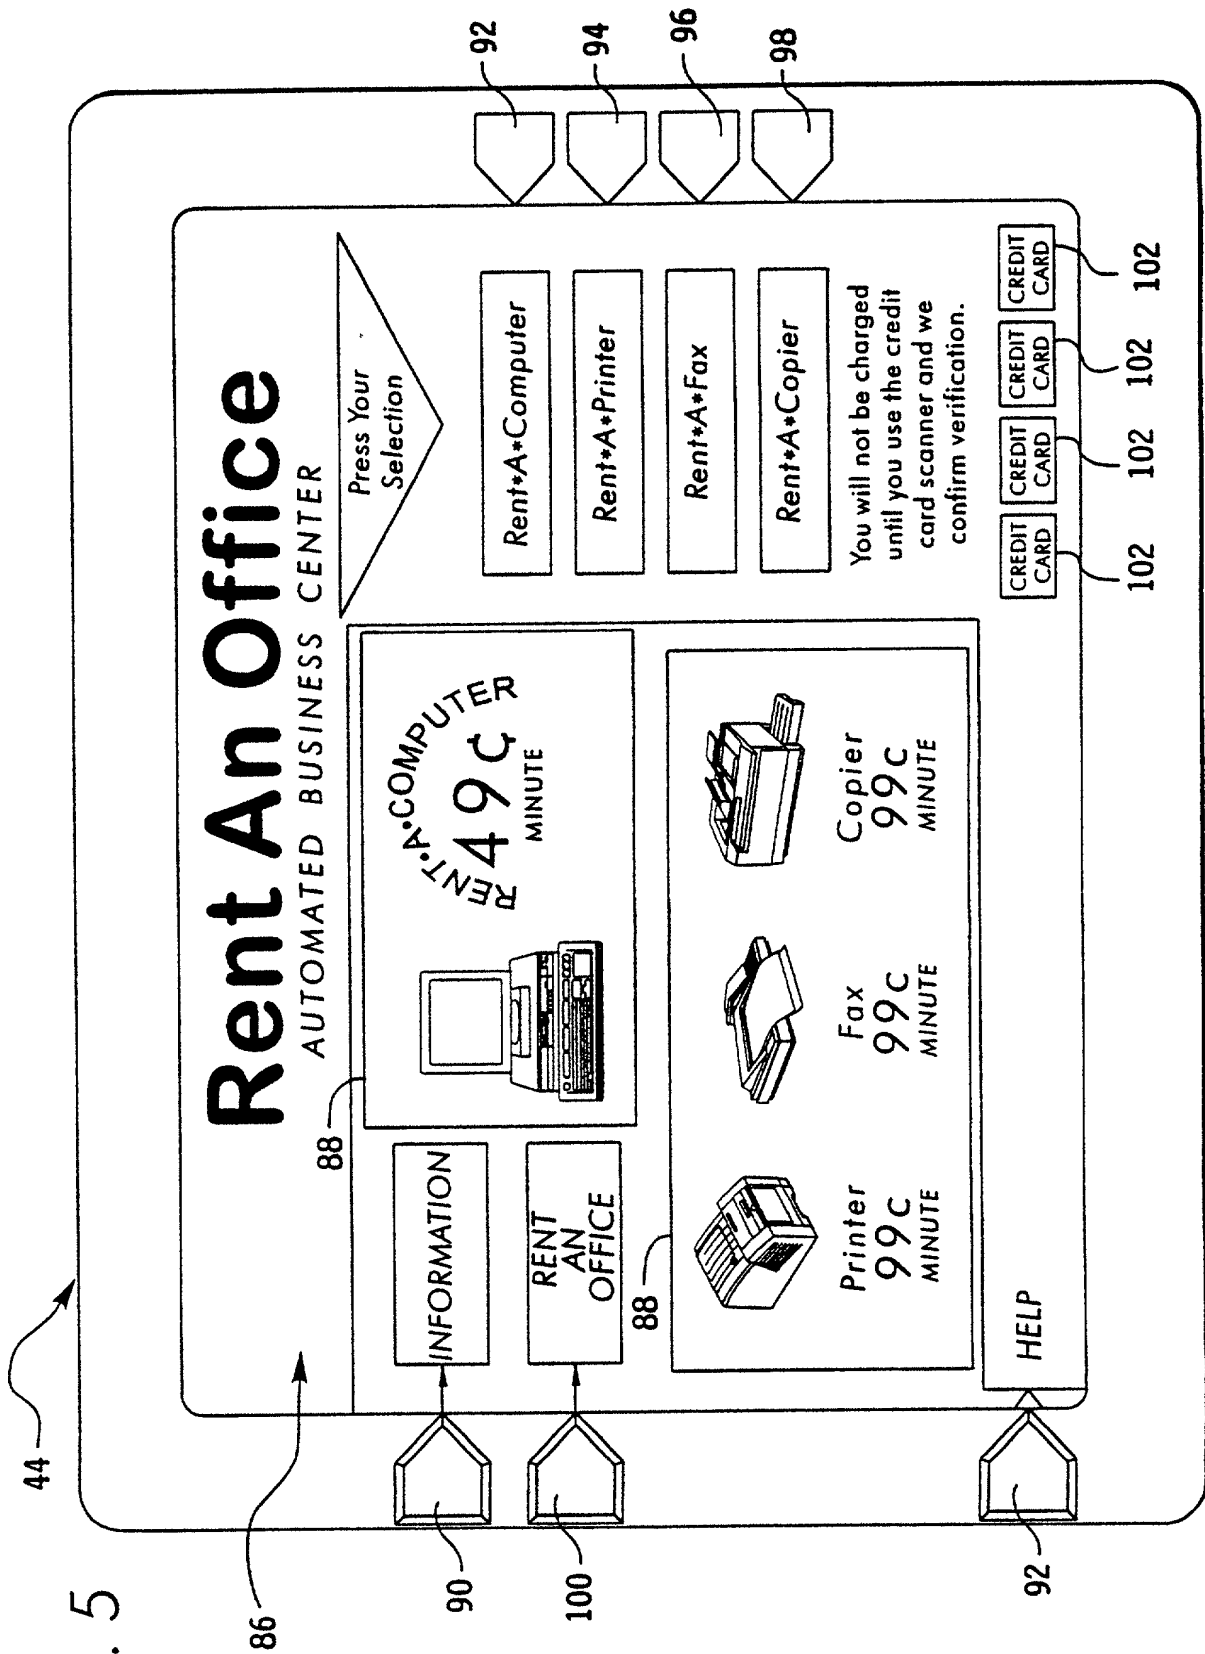 . 5
44
86
Rent An Office
AUTOMATED BUSINESS CENTER
88
90
INFORMATION
RENT•A•COMPUTER
49¢
MINUTE
100
RENT
AN
OFFICE
Press Your
Selection
Rent*A*Computer
92
Rent*A*Printer
94
Rent*A*Fax
96
Rent*A*Copier
98
88
Printer
99c
MINUTE
Fax
99c
MINUTE
Copier
99c
MINUTE
You will not be charged
until you use the credit
card scanner and we
confirm verification.
92
HELP
CREDIT
CARD
CREDIT
CARD
CREDIT
CARD
CREDIT
CARD
102
102
102
102